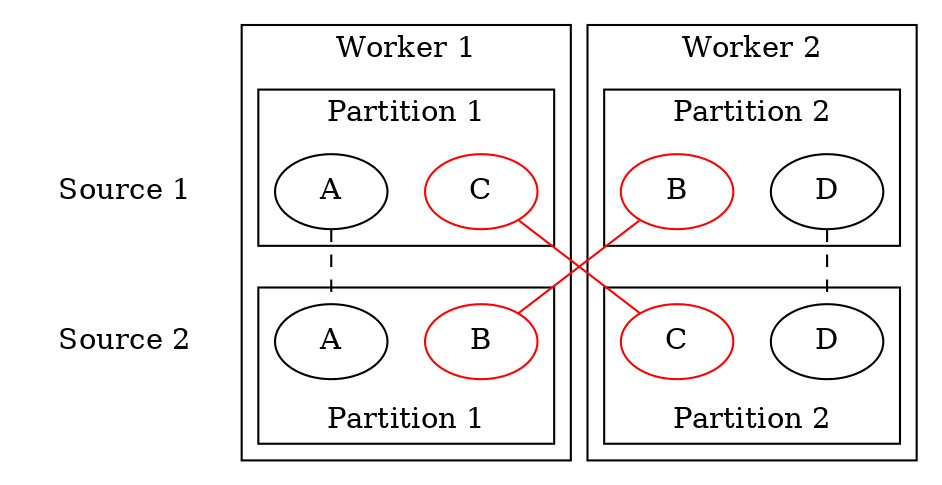 Worker 1
Worker 2
Partition 1
Partition 2
Source 1
A
C
B
D
Source 2
A
B
C
D
Partition 1
Partition 2